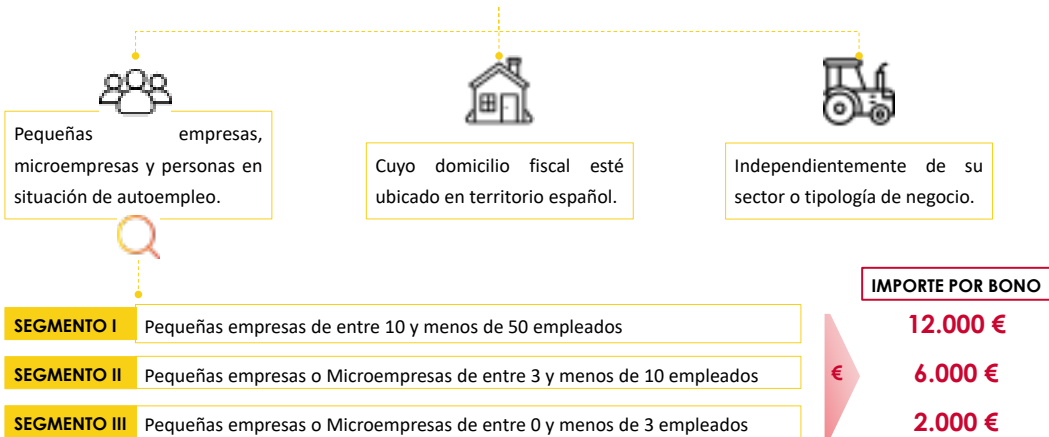 Pequeñas empresas,
microempresas y personas en
situación de autoempleo.
Cuyo domicilio fiscal esté
ubicado en territorio español.
Independientemente de su
sector o tipología de negocio.
IMPORTE POR BONO
SEGMENTO I Pequeñas empresas de entre 10 y menos de 50 empleados 12.000 €
SEGMENTO II Pequeñas empresas o Microempresas de entre 3 y menos de 10 empleados € 6.000 €
SEGMENTO III Pequeñas empresas o Microempresas de entre 0 y menos de 3 empleados 2.000 €